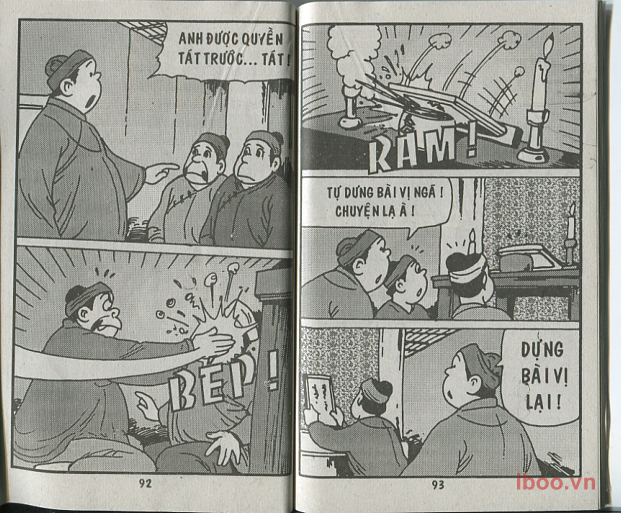 ANH ĐƯỢC QUYỀN
TÁT TRƯỚC... TÁT!
BÉP!
92
RẦM!
TỰ DƯNG BÀI VỊ NGÃ!
CHUYỆN LẠ À!
DỰNG
BÀI VỊ
LẠI!
93
iboo.vn